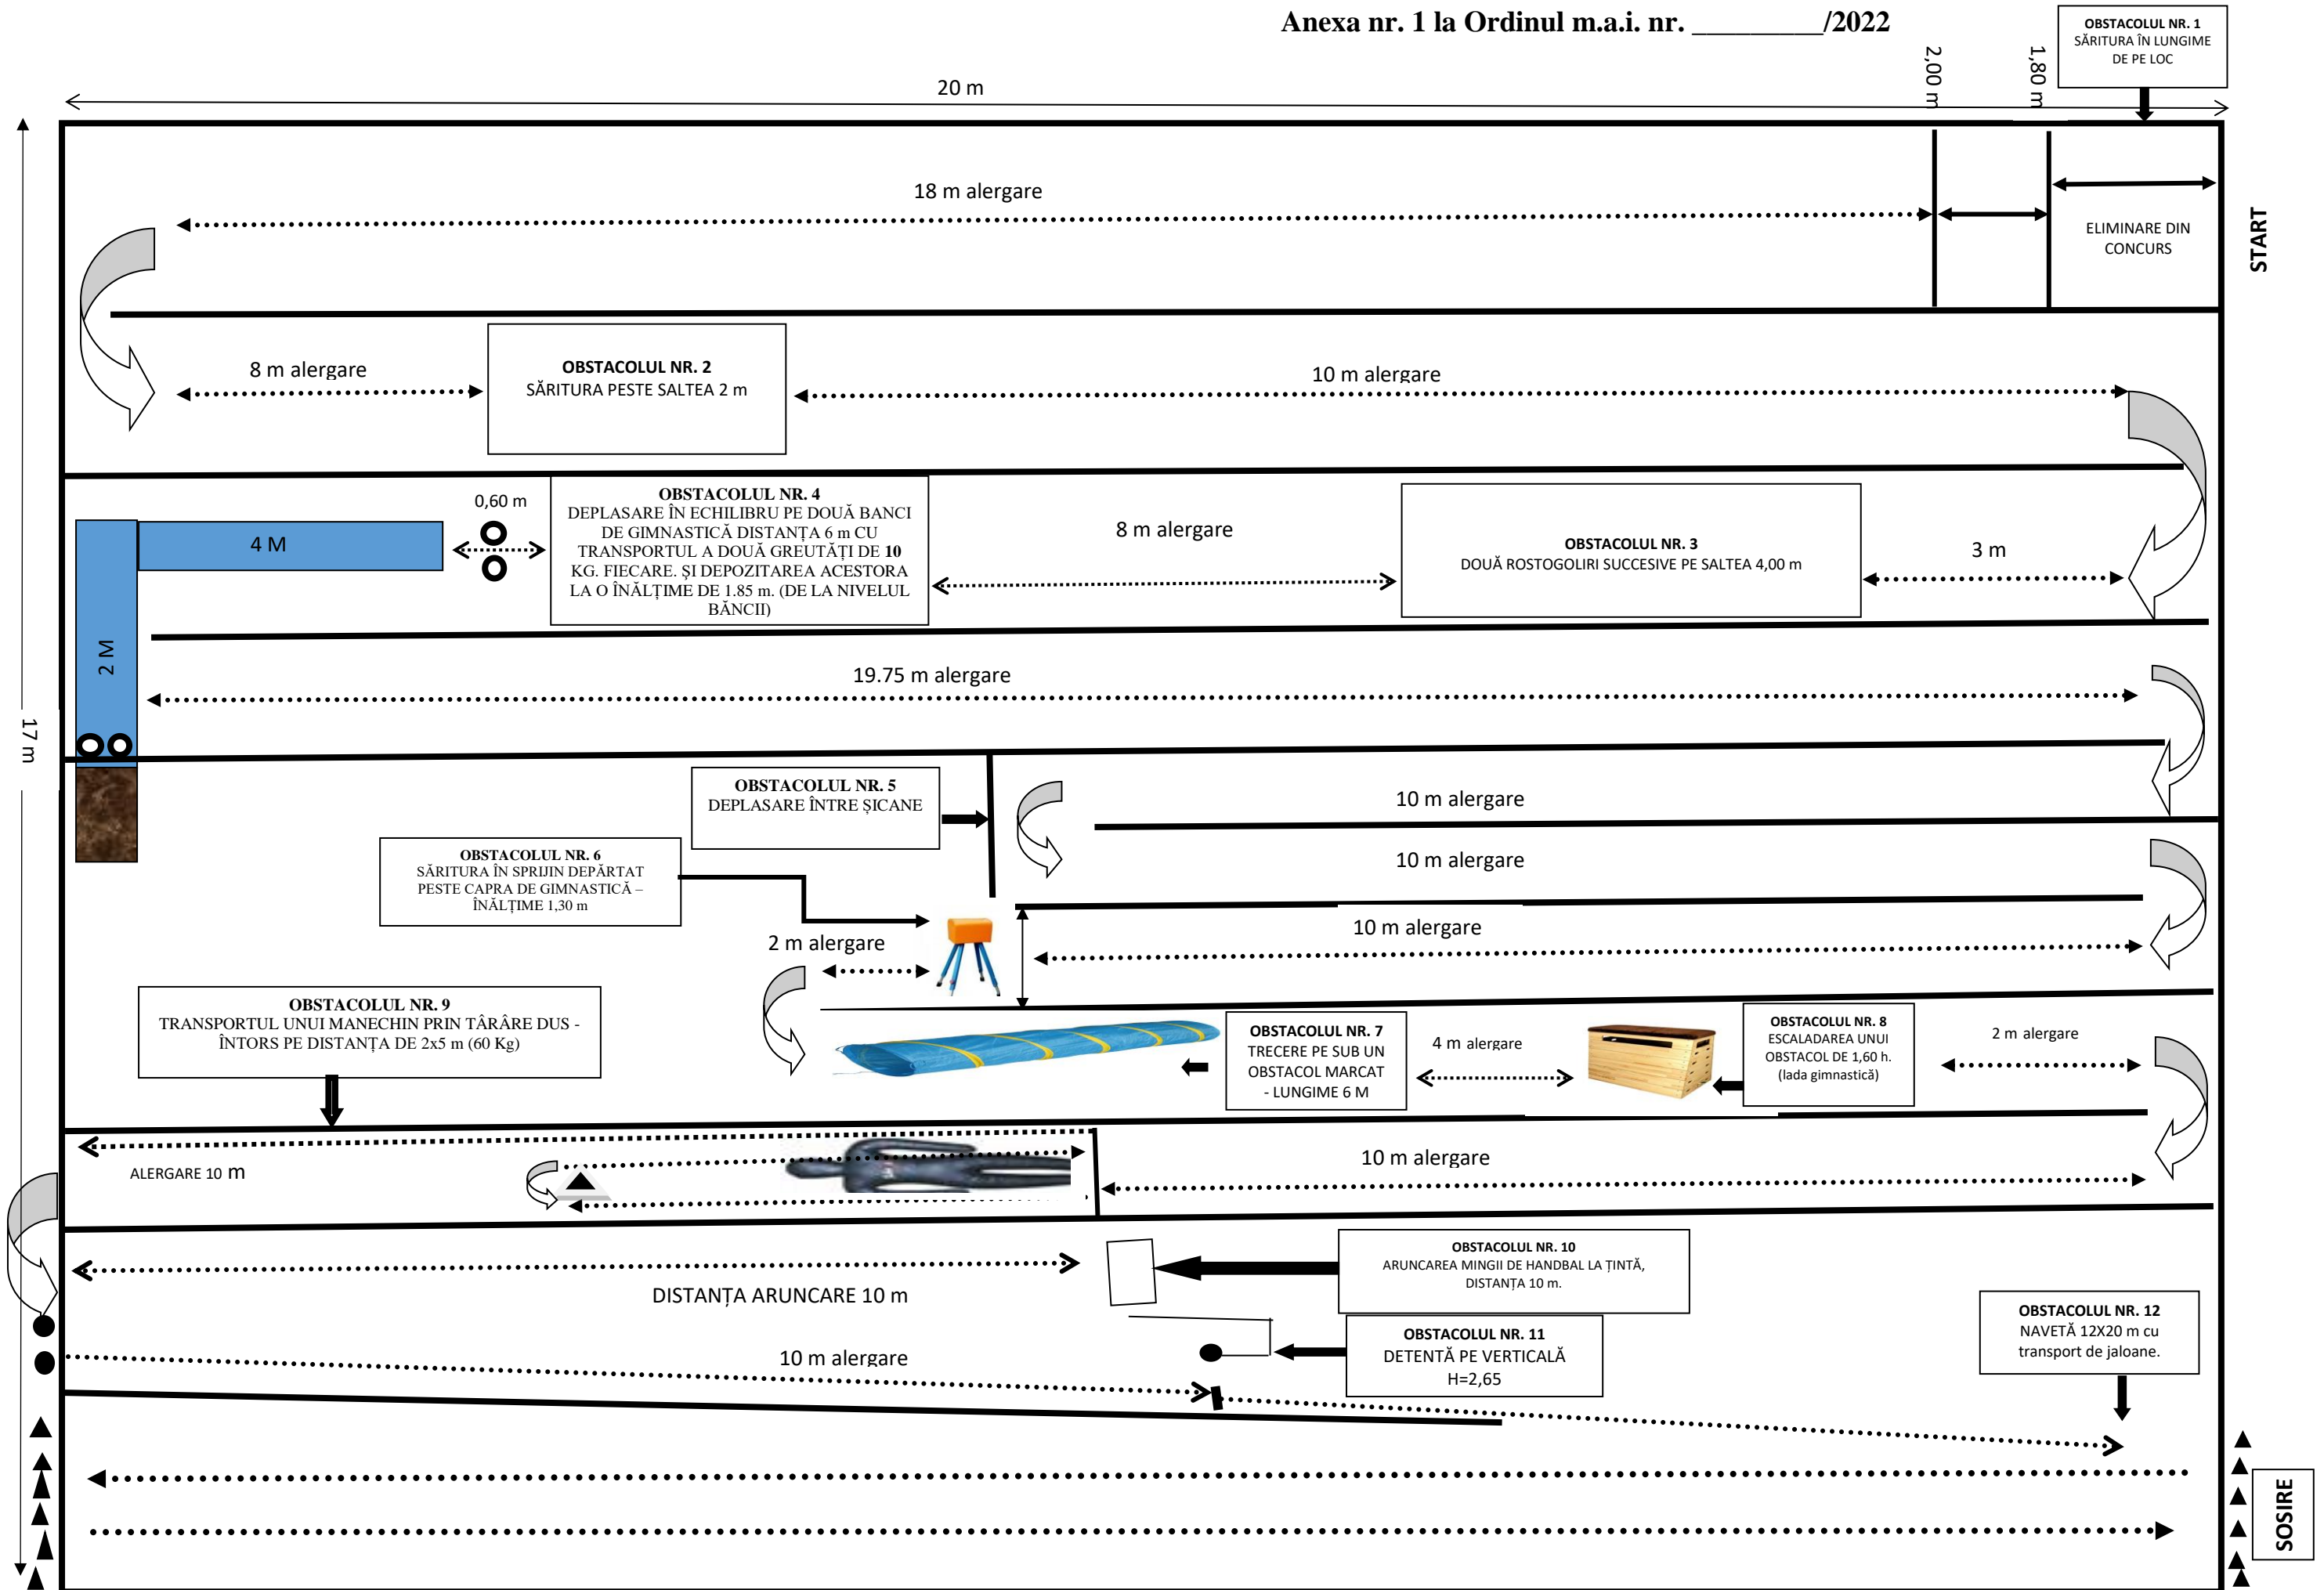 Anexa nr. 1 la Ordinul m.a.i. nr. _________/2022
OBSTACOLUL NR. 1
SĂRITURA ÎN LUNGIME
DE PE LOC
2,00 m
1,80 m
20 m
18 m alergare
ELIMINARE DIN
CONCURS
START
8 m alergare
OBSTACOLUL NR. 2
SĂRITURA PESTE SALTEA 2 m
10 m alergare
4 M
0,60 m
OBSTACOLUL NR. 4
DEPLASARE ÎN ECHILIBRU PE DOUĂ BANCI
DE GIMNASTICĂ DISTANȚA 6 m CU
TRANSPORTUL A DOUĂ GREUTĂȚI DE 10
KG. FIECARE. ȘI DEPOZITAREA ACESTORA
LA O ÎNĂLȚIME DE 1.85 m. (DE LA NIVELUL
BĂNCII)
8 m alergare
OBSTACOLUL NR. 3
DOUĂ ROSTOGOLIRI SUCCESIVE PE SALTEA 4,00 m
3 m
2 M
19.75 m alergare
17 m
OBSTACOLUL NR. 5
DEPLASARE ÎNTRE ȘICANE
10 m alergare
OBSTACOLUL NR. 6
SĂRITURA ÎN SPRIJIN DEPĂRTAT
PESTE CAPRA DE GIMNASTICĂ –
ÎNĂLȚIME 1,30 m
10 m alergare
2 m alergare
10 m alergare
OBSTACOLUL NR. 9
TRANSPORTUL UNUI MANECHIN PRIN TÂRÂRE DUS -
ÎNTORS PE DISTANȚA DE 2x5 m (60 Kg)
OBSTACOLUL NR. 7
TRECERE PE SUB UN
OBSTACOL MARCAT
- LUNGIME 6 M
4 m alergare
OBSTACOLUL NR. 8
ESCALADAREA UNUI
OBSTACOL DE 1,60 h.
(lada gimnastică)
2 m alergare
ALERGARE 10 m
10 m alergare
DISTANȚA ARUNCARE 10 m
OBSTACOLUL NR. 10
ARUNCAREA MINGII DE HANDBAL LA ȚINTĂ,
DISTANȚA 10 m.
10 m alergare
OBSTACOLUL NR. 11
DETENTĂ PE VERTICALĂ
H=2,65
OBSTACOLUL NR. 12
NAVETĂ 12X20 m cu
transport de jaloane.
SOSIRE